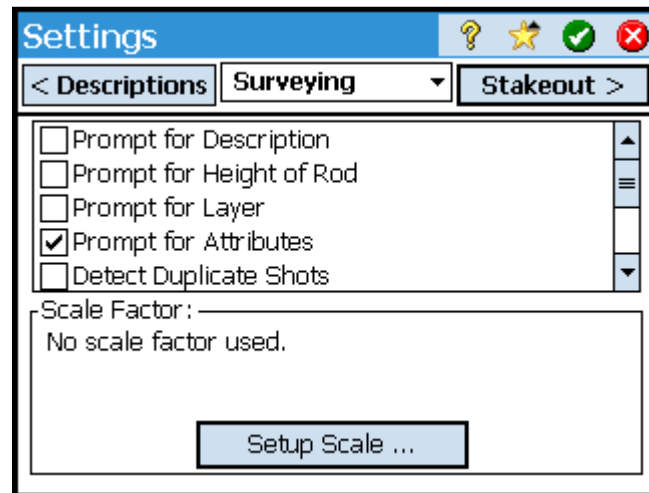 Settings
< Descriptions Surveying Stakeout >
Prompt for Description
Prompt for Height of Rod
Prompt for Layer
Prompt for Attributes
Detect Duplicate Shots
Scale Factor:
No scale factor used.
Setup Scale ...